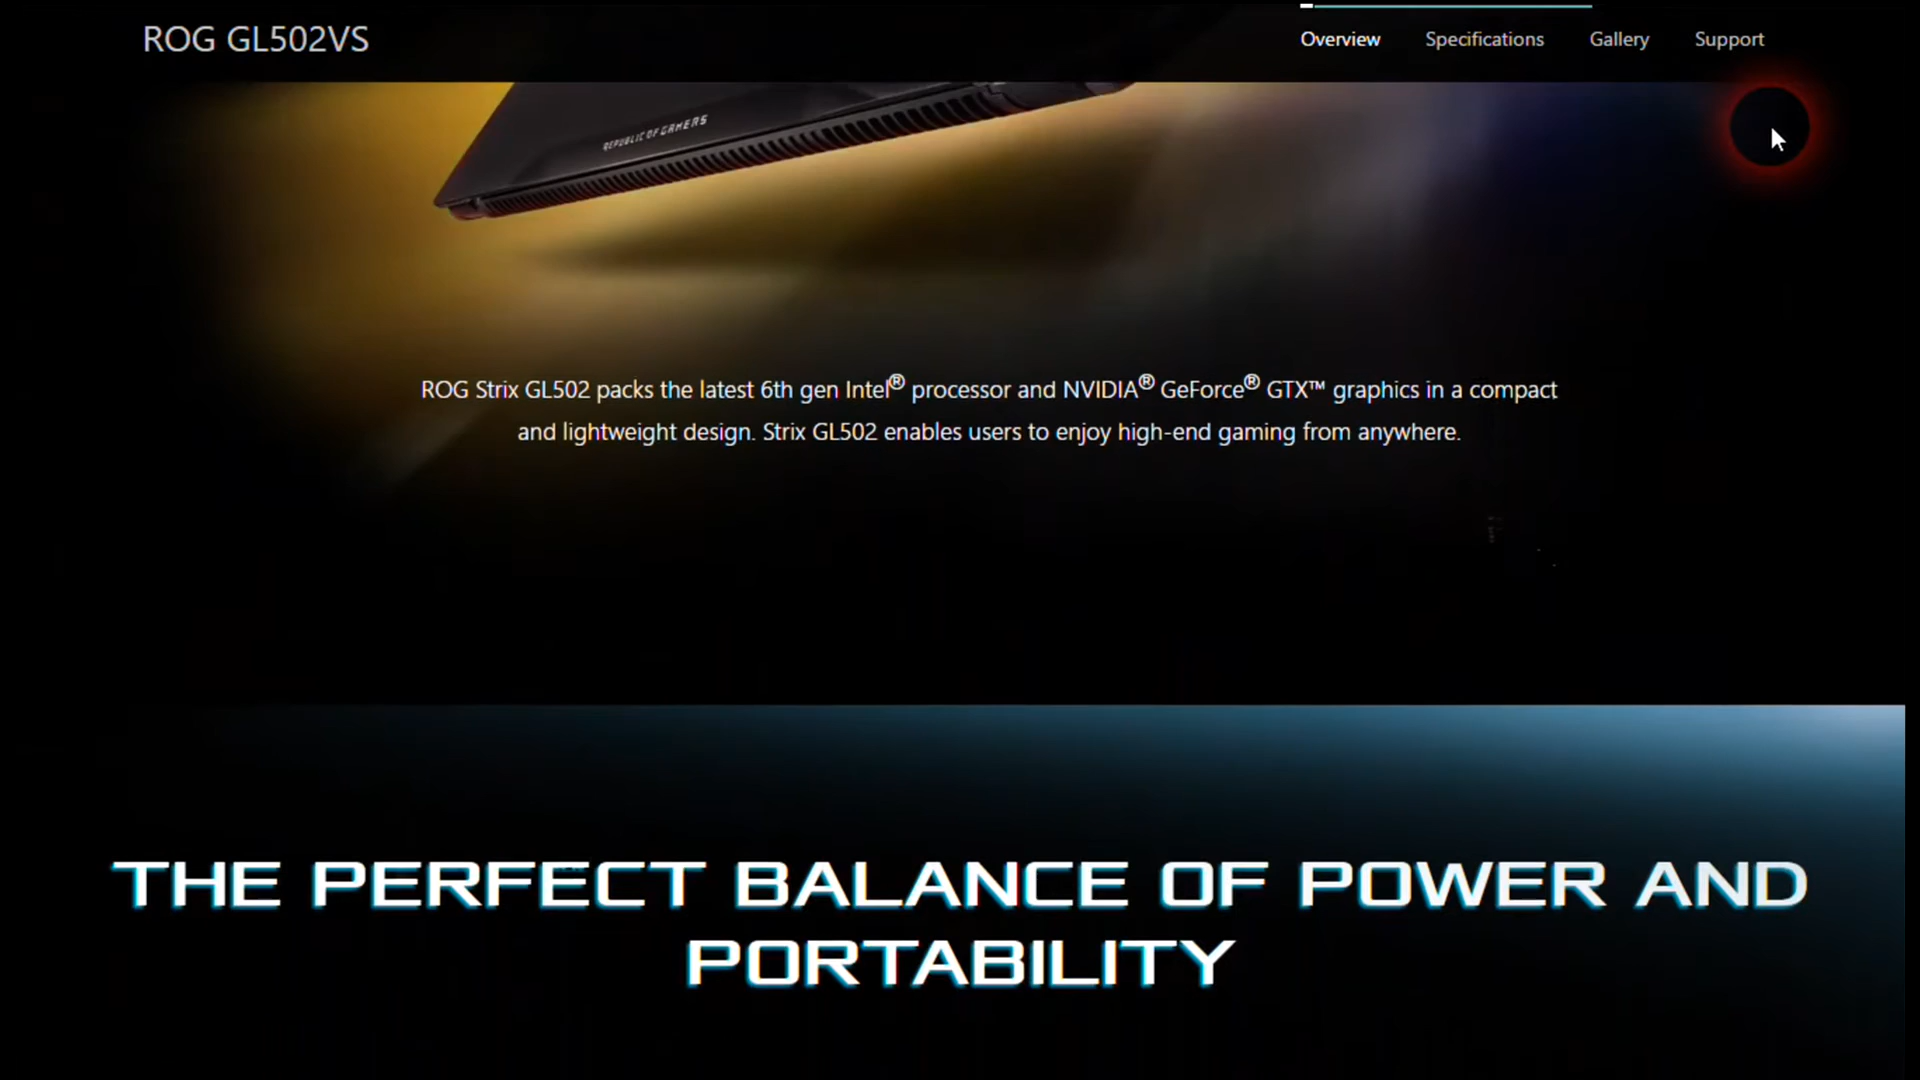 ROG GL502VS
Overview Specifications Gallery Support
REPUBLIC OF GAMERS
ROG Strix GL502 packs the latest 6th gen Intel® processor and NVIDIA® GeForce® GTX™ graphics in a compact
and lightweight design. Strix GL502 enables users to enjoy high-end gaming from anywhere.
THE PERFECT BALANCE OF POWER AND
PORTABILITY